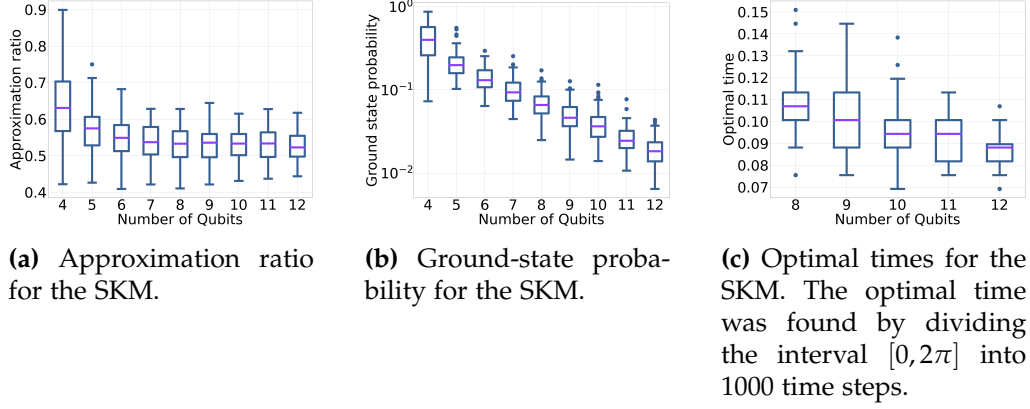 0.9
0.8
0.7
0.6
0.5
0.4
Approximation ratio
4 5 6 7 8 9 10 11 12
Number of Qubits
(a) Approximation ratio
for the SKM.
10⁰
10⁻¹
10⁻²
Ground state probability
4 5 6 7 8 9 10 11 12
Number of Qubits
(b) Ground-state proba-
bility for the SKM.
0.15
0.14
0.13
0.12
0.11
0.10
0.09
0.08
0.07
Optimal time
8 9 10 11 12
Number of Qubits
(c) Optimal times for the
SKM. The optimal time
was found by dividing
the interval [0, 2π] into
1000 time steps.